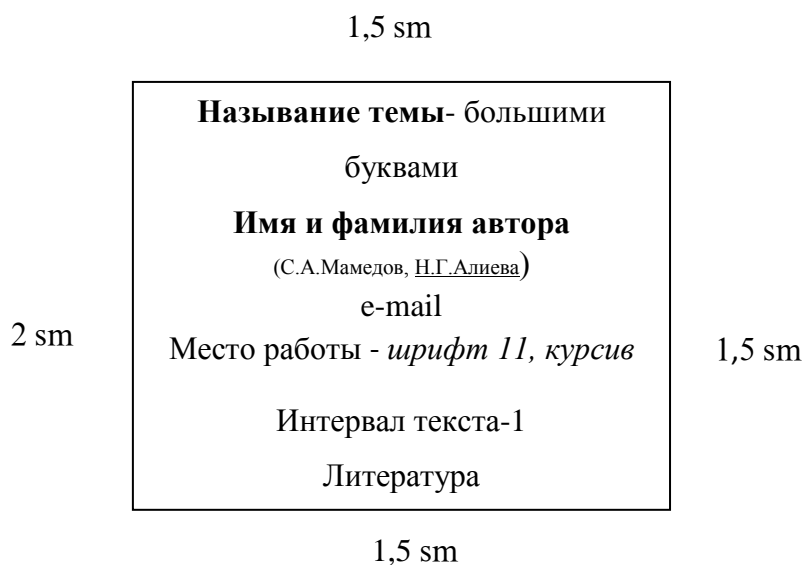 1,5 sm
Называние темы- большими
буквами
Имя и фамилия автора
(С.А.Мамедов, Н.Г.Алиева)
e-mail
2 sm
Место работы - шрифт 11, курсив
1,5 sm
Интервал текста-1
Литература
1,5 sm